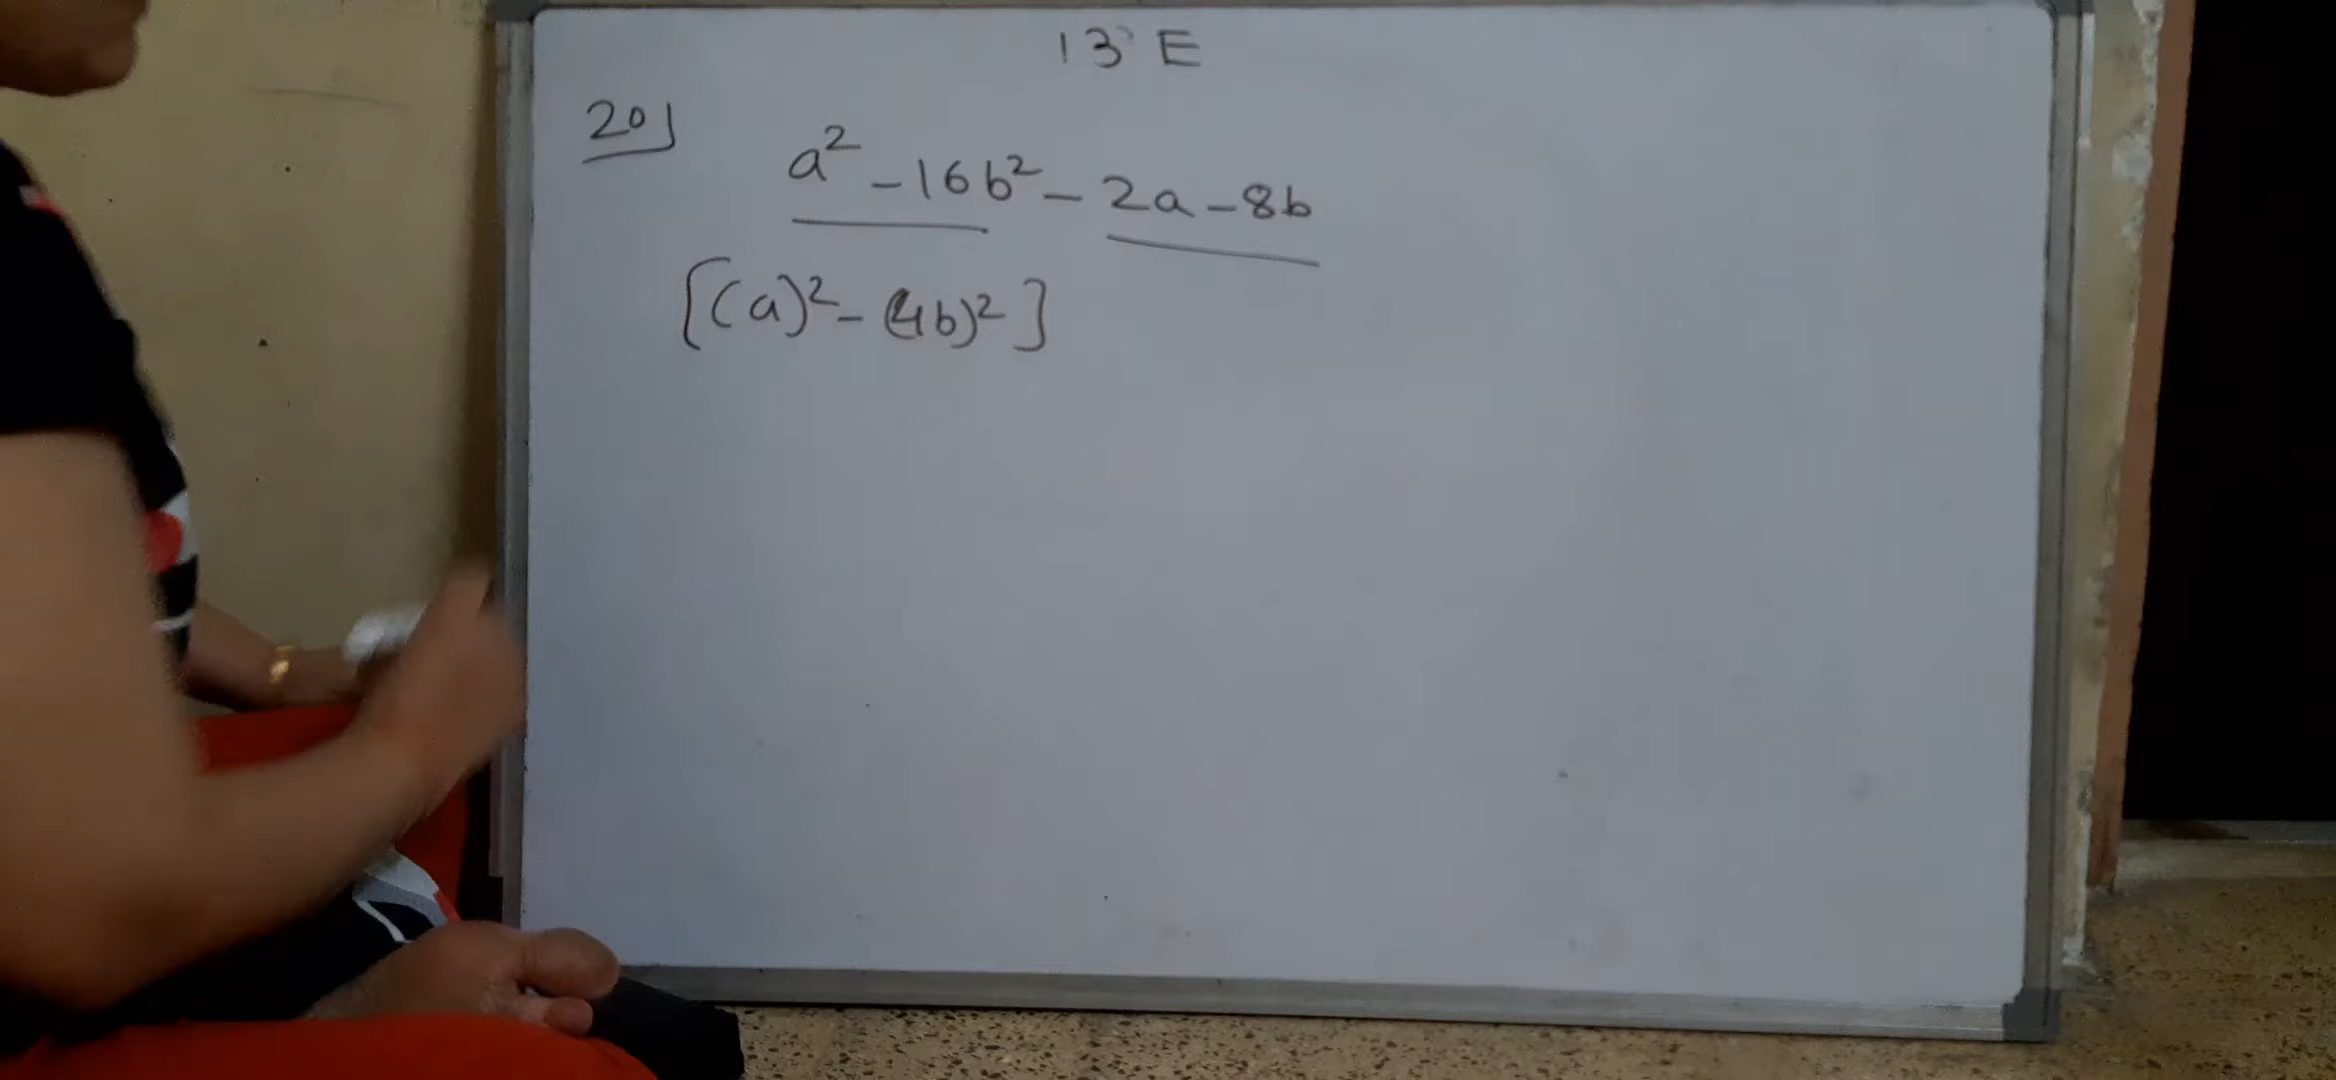 13 E
20)
a² - 16b² - 2a - 8b
[(a)² - (4b)²]